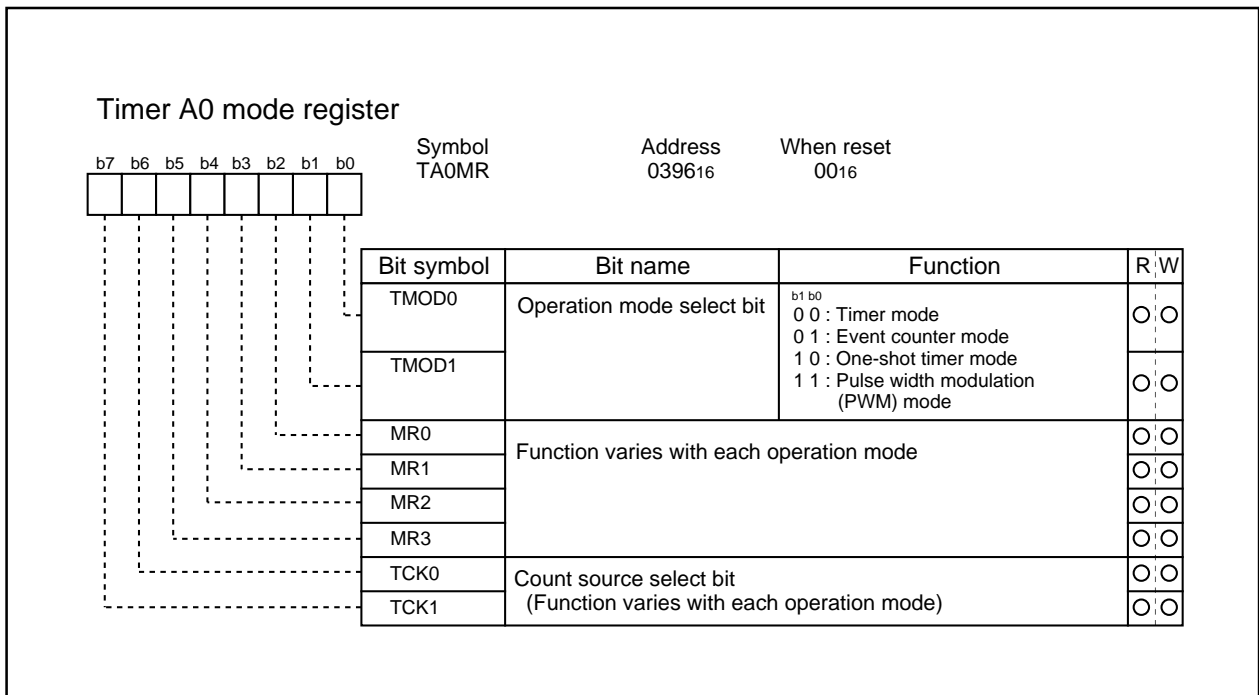 Timer A0 mode register
Symbol Address When reset
TA0MR 039616 0016
b7 b6 b5 b4 b3 b2 b1 b0
Bit symbol Bit name Function R W
TMOD0 Operation mode select bit
b1 b0
0 0 : Timer mode
0 1 : Event counter mode
TMOD1 1 0 : One-shot timer mode
1 1 : Pulse width modulation
(PWM) mode
MR0
Function varies with each operation mode
MR1
MR2
MR3
TCK0 Count source select bit
TCK1 (Function varies with each operation mode)